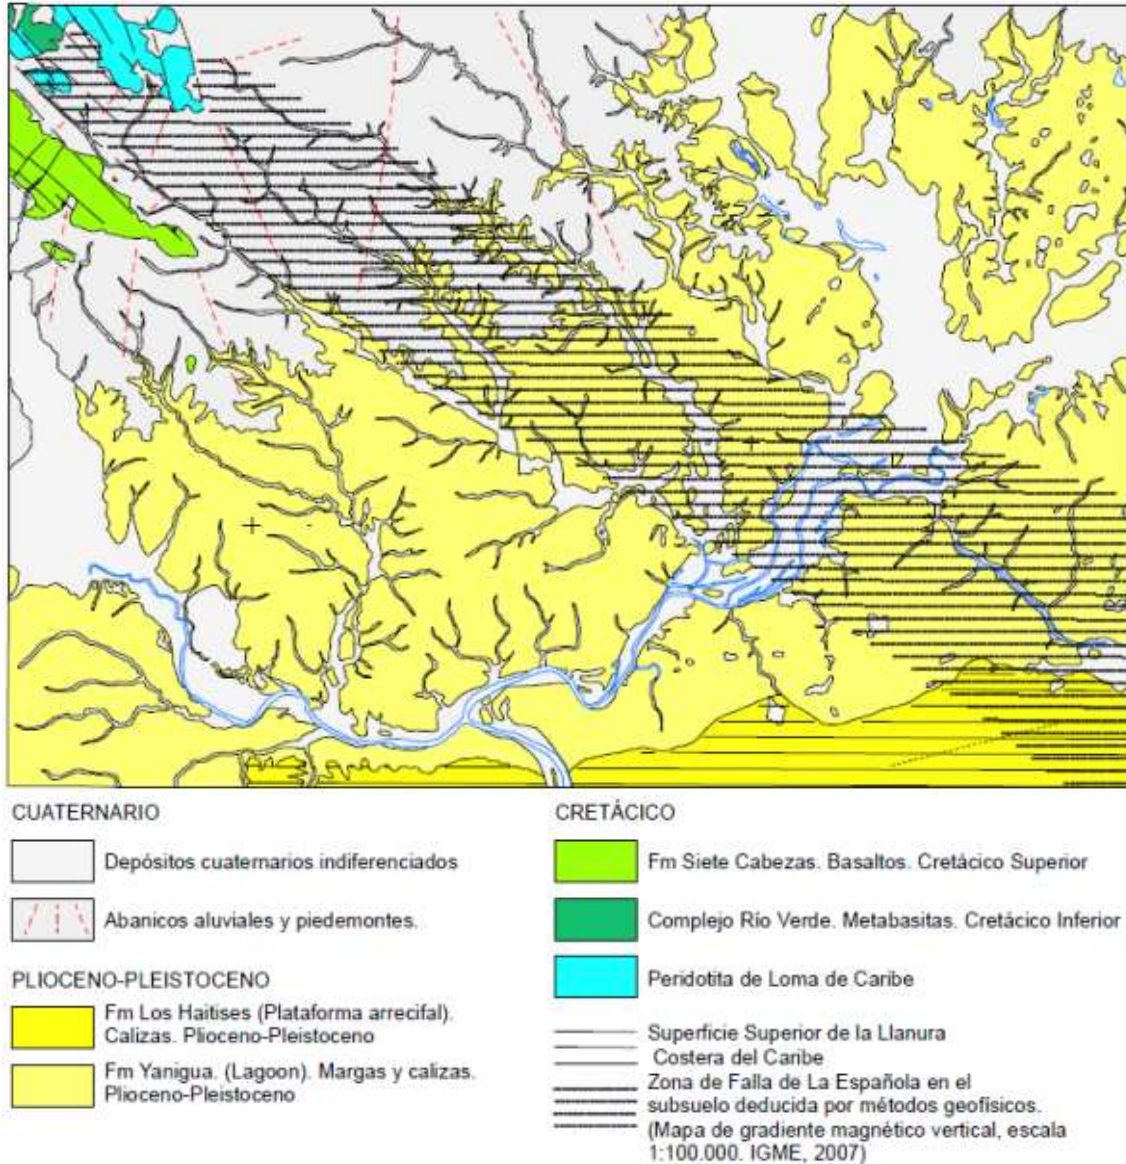 CUATERNARIO
Depósitos cuaternarios indiferenciados
Abanicos aluviales y piedemontes.
PLIOCENO-PLEISTOCENO
Fm Los Haitises (Plataforma arrecifal).
Calizas. Plioceno-Pleistoceno
Fm Yanigua. (Lagoon). Margas y calizas.
Plioceno-Pleistoceno
CRETÁCICO
Fm Siete Cabezas. Basaltos. Cretácico Superior
Complejo Río Verde. Metabasitas. Cretácico Inferior
Peridotita de Loma de Caribe
Superficie Superior de la Llanura
Costera del Caribe
Zona de Falla de La Española en el
subsuelo deducida por métodos geofísicos.
(Mapa de gradiente magnético vertical, escala
1:100.000. IGME, 2007)